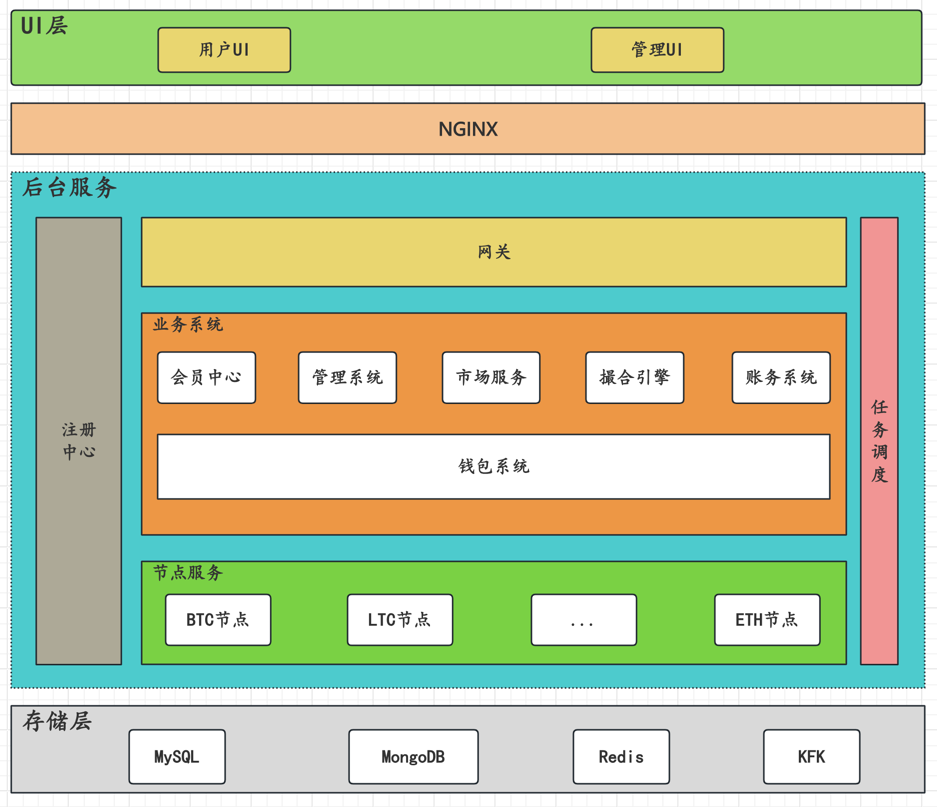 UI层
用户UI
管理UI
NGINX
后台服务
注册
中心
网关
业务系统
会员中心
管理系统
市场服务
撮合引擎
账务系统
钱包系统
任
务
调
度
节点服务
BTC节点
LTC节点
...
ETH节点
存储层
MySQL
MongoDB
Redis
KFK